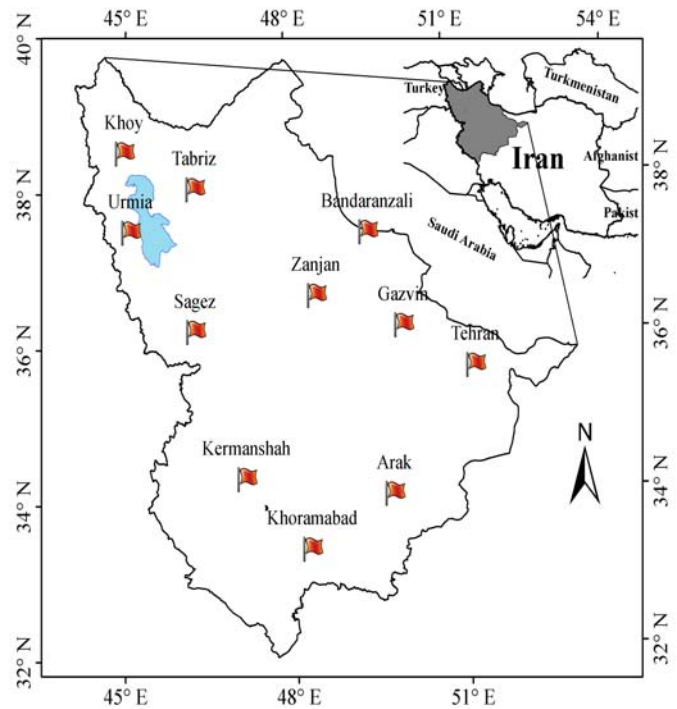 45° E 48° E 51° E 54° E
40° N
38° N
36° N
34° N
32° N
Turkey
Turkmenistan
Iran
Afghanist
Pakist
Saudi Arabia
Khoy
Tabriz
Urmia
Bandaranzali
Zanjan
Gazvin
Sagez
Tehran
Kermanshah
Arak
Khoramabad
N
38° N
36° N
34° N
32° N
45° E 48° E 51° E